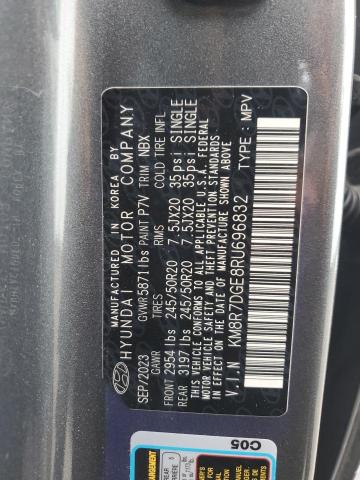 MANUFACTURED IN KOREA BY
HYUNDAI MOTOR COMPANY
SEP/2023 GVWR 5871 lbs PAINT P7V TRIM NBX
GAWR TIRES RIMS COLD TIRE INFL
FRONT 2954 lbs 245/50R20 7.5JX20 35psi SINGLE
REAR 3197 lbs 245/50R20 7.5JX20 35psi SINGLE
THIS VEHICLE CONFORMS TO ALL APPLICABLE U.S.A. FEDERAL
MOTOR VEHICLE SAFETY, BUMPER, AND THEFT PREVENTION STANDARDS
IN EFFECT ON THE DATE OF MANUFACTURE SHOWN ABOVE.
V.I.N : KM8R7DGE8RU696832 TYPE : MPV
C05